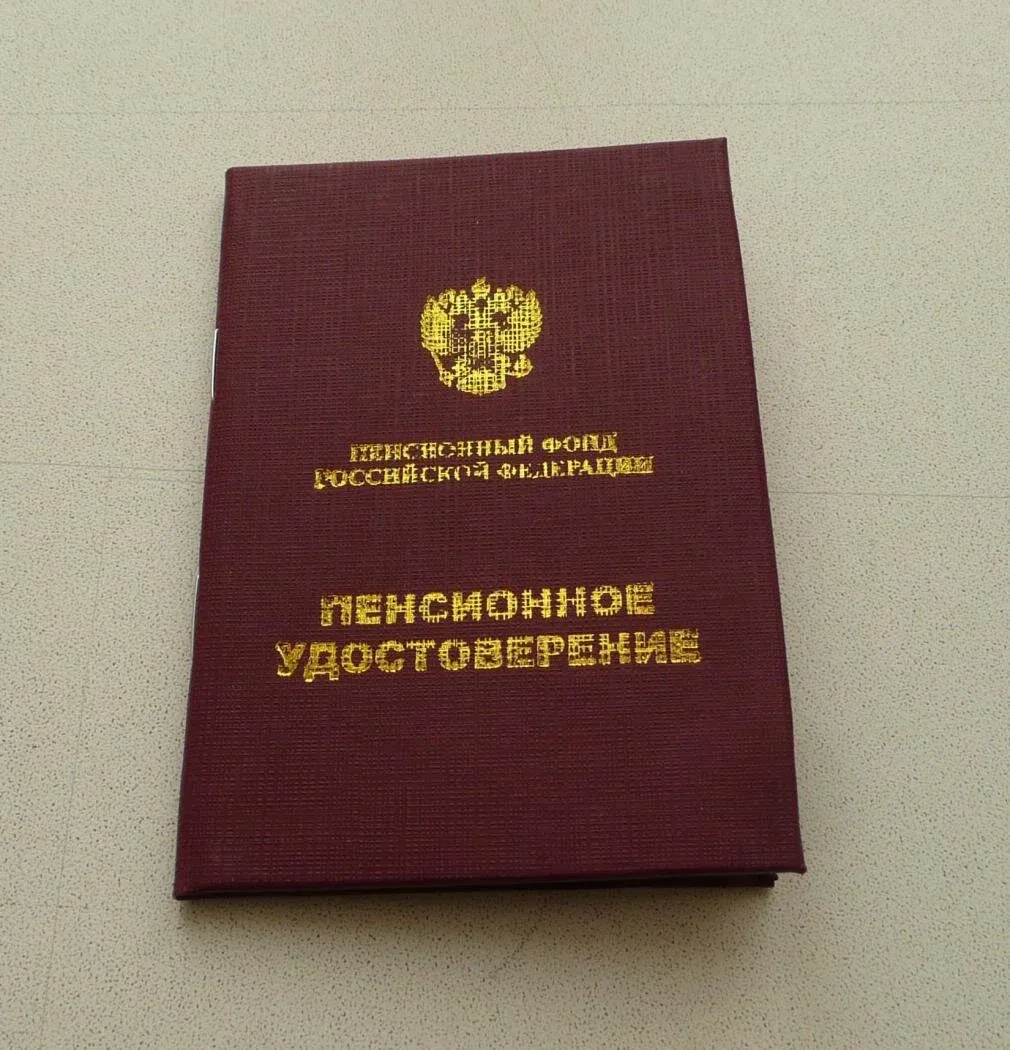 ПЕНСИОННЫЙ ФОНД
РОССИЙСКОЙ ФЕДЕРАЦИИ
ПЕНСИОННОЕ
УДОСТОВЕРЕНИЕ